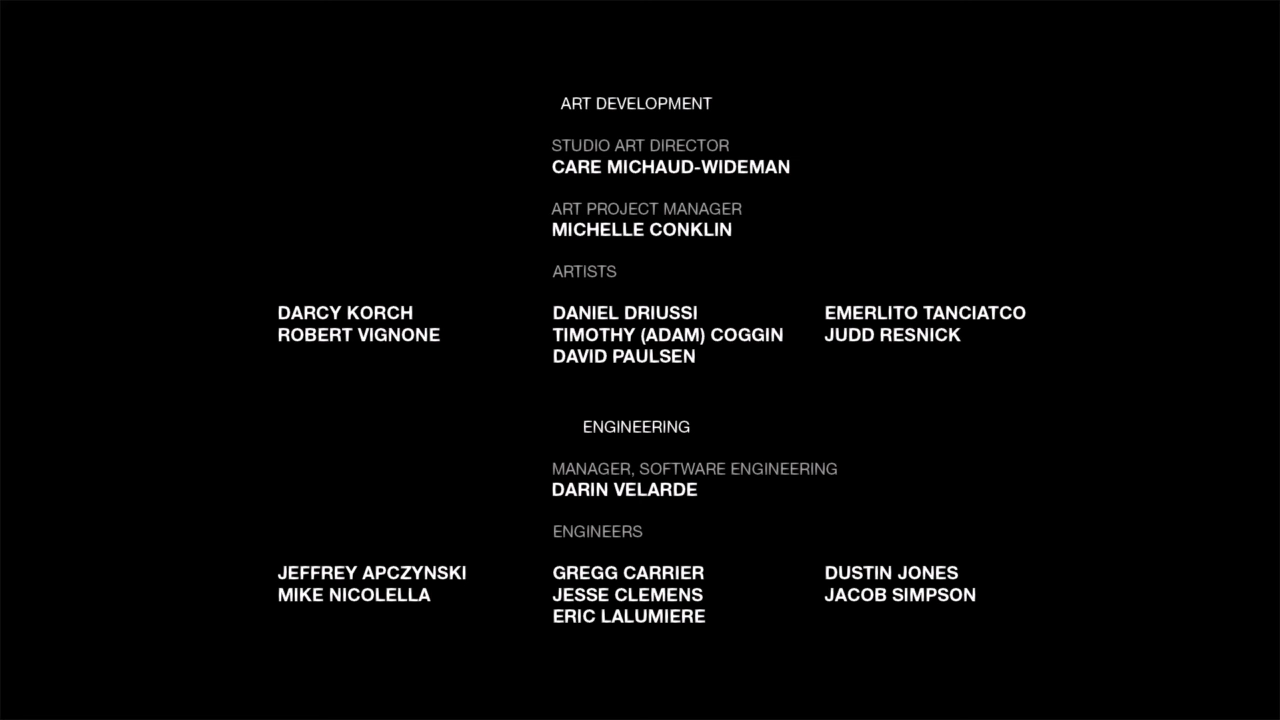 ART DEVELOPMENT
STUDIO ART DIRECTOR
CARE MICHAUD-WIDEMAN
ART PROJECT MANAGER
MICHELLE CONKLIN
ARTISTS
DARCY KORCH DANIEL DRIUSSI EMERLITO TANCIATCO
ROBERT VIGNONE TIMOTHY (ADAM) COGGIN JUDD RESNICK
DAVID PAULSEN
ENGINEERING
MANAGER, SOFTWARE ENGINEERING
DARIN VELARDE
ENGINEERS
JEFFREY APCZYNSKI GREGG CARRIER DUSTIN JONES
MIKE NICOLELLA JESSE CLEMENS JACOB SIMPSON
ERIC LALUMIERE